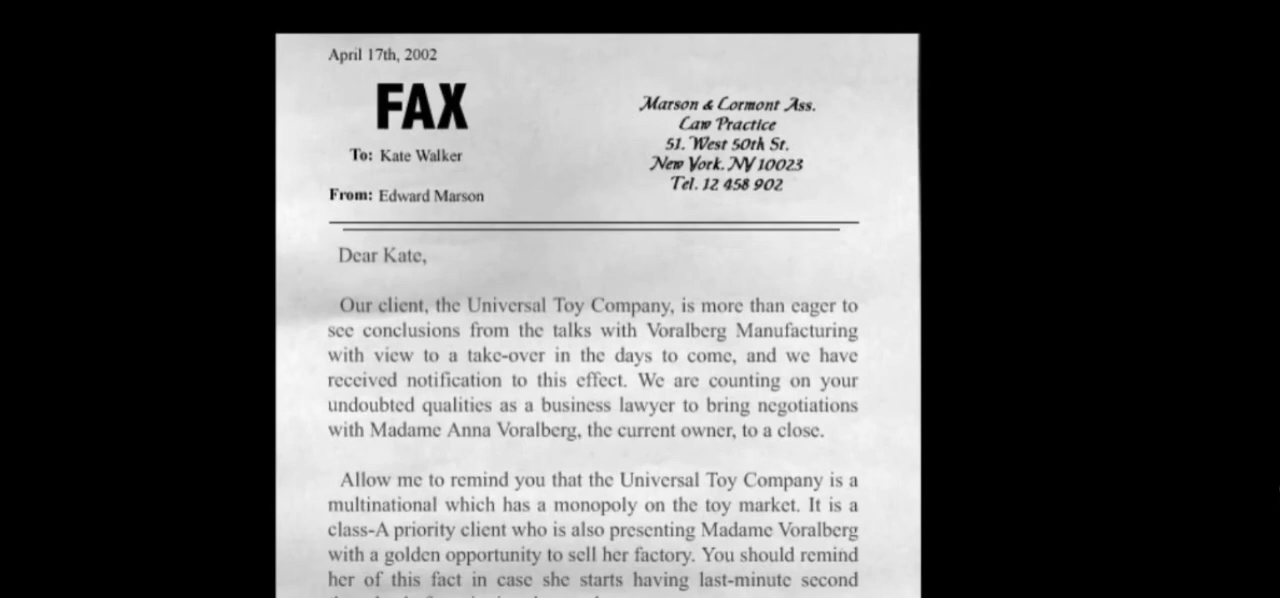 April 17th, 2002
FAX
To: Kate Walker
From: Edward Marson
Marson & Lormont Ass.
Law Practice
51. West 50th St.
New York. NY 10023
Tel. 12 458 902
Dear Kate,
Our client, the Universal Toy Company, is more than eager to
see conclusions from the talks with Voralberg Manufacturing
with view to a take-over in the days to come, and we have
received notification to this effect. We are counting on your
undoubted qualities as a business lawyer to bring negotiations
with Madame Anna Voralberg, the current owner, to a close.
Allow me to remind you that the Universal Toy Company is a
multinational which has a monopoly on the toy market. It is a
class-A priority client who is also presenting Madame Voralberg
with a golden opportunity to sell her factory. You should remind
her of this fact in case she starts having last-minute second